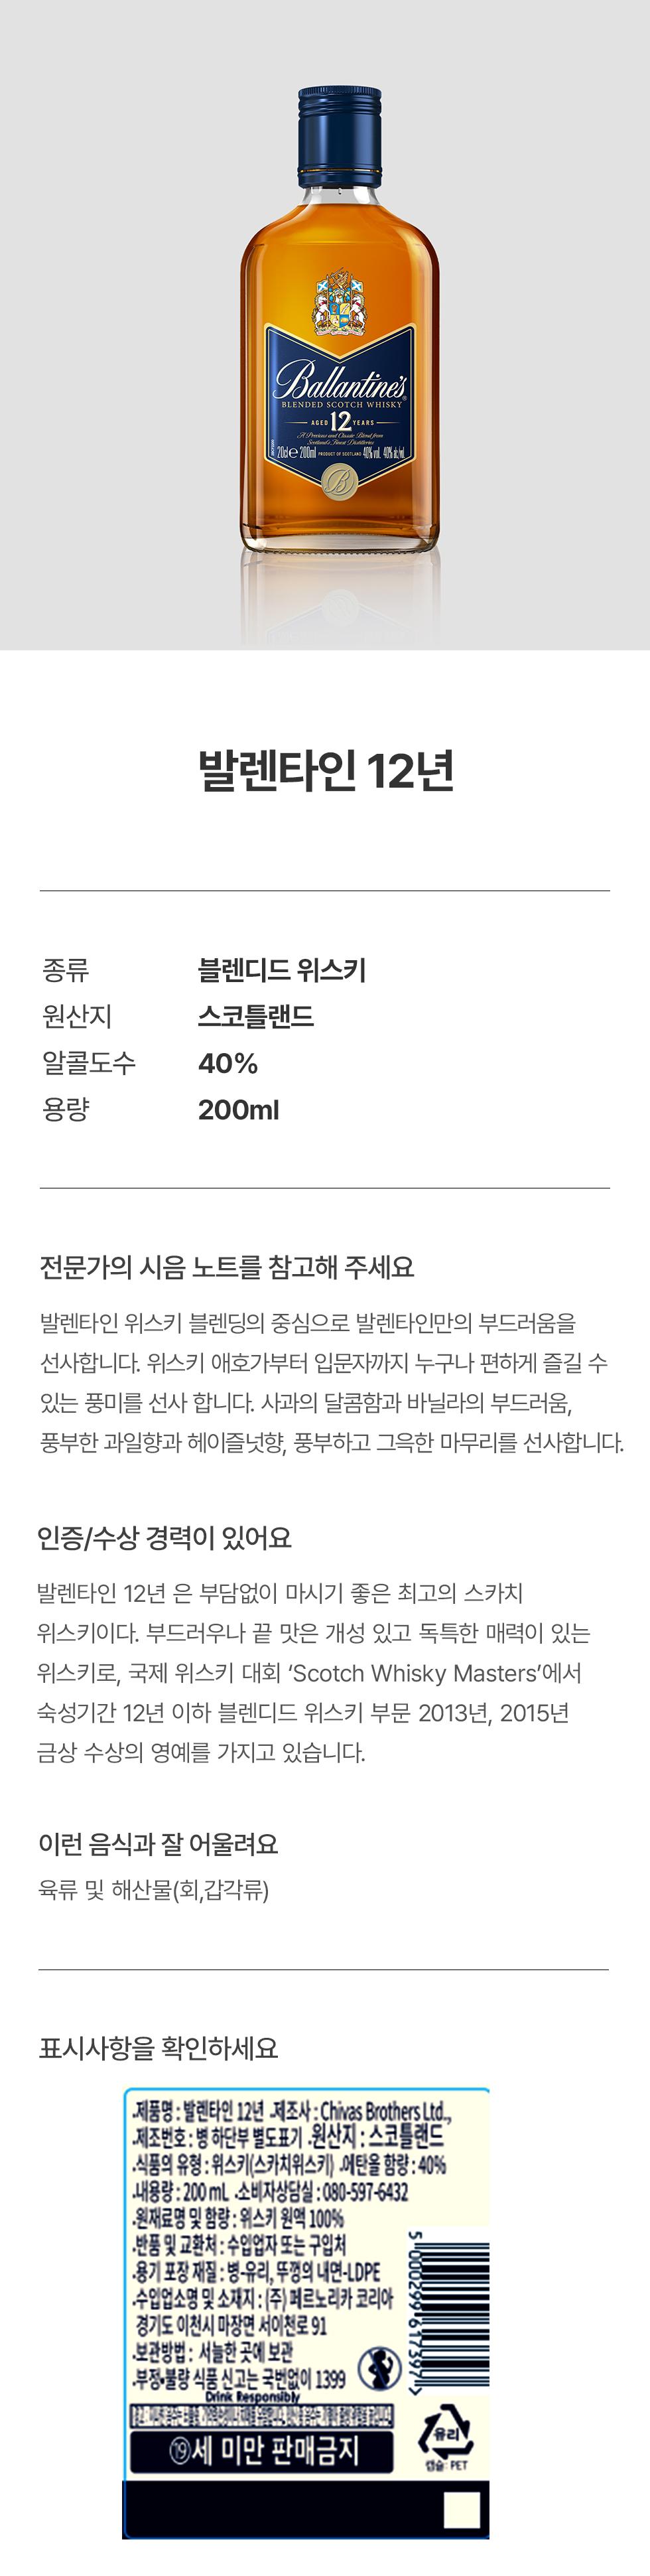 Ballantine's
BLENDED SCOTCH WHISKY
AGED 12 YEARS
A Precious and Classic Blend from
Scotland's Finest Distilleries
20cl e 200ml PRODUCT OF SCOTLAND 40% vol. 40% alc/vol.
B
발렌타인 12년
종류 블렌디드 위스키
원산지 스코틀랜드
알콜도수 40%
용량 200ml
전문가의 시음 노트를 참고해 주세요
발렌타인 위스키 블렌딩의 중심으로 발렌타인만의 부드러움을
선사합니다. 위스키 애호가부터 입문자까지 누구나 편하게 즐길 수
있는 풍미를 선사 합니다. 사과의 달콤함과 바닐라의 부드러움,
풍부한 과일향과 헤이즐넛향, 풍부하고 그윽한 마무리를 선사합니다.
인증/수상 경력이 있어요
발렌타인 12년 은 부담없이 마시기 좋은 최고의 스카치
위스키이다. 부드러우나 끝 맛은 개성 있고 독특한 매력이 있는
위스키로, 국제 위스키 대회 ‘Scotch Whisky Masters’에서
숙성기간 12년 이하 블렌디드 위스키 부문 2013년, 2015년
금상 수상의 영예를 가지고 있습니다.
이런 음식과 잘 어울려요
육류 및 해산물(회,갑각류)
표시사항을 확인하세요
.제품명 : 발렌타인 12년 .제조사 : Chivas Brothers Ltd.,
.제조번호 : 병 하단부 별도표기 .원산지 : 스코틀랜드
.식품의 유형 : 위스키(스카치위스키) .에탄올 함량 : 40%
.내용량 : 200 mL .소비자상담실 : 080-597-6432
.원재료명 및 함량 : 위스키 원액 100%
.반품 및 교환처 : 수입업자 또는 구입처
.용기 포장 재질 : 병-유리, 뚜껑의 내면-LDPE
.수입업소명 및 소재지 : (주) 페르노리카 코리아
경기도 이천시 마장면 서이천로 91
.보관방법 : 서늘한 곳에 보관
.부정•불량 식품 신고는 국번없이 1399
Drink Responsibly
⑲세 미만 판매금지
5 000299 617397
유리
캡슐: PET